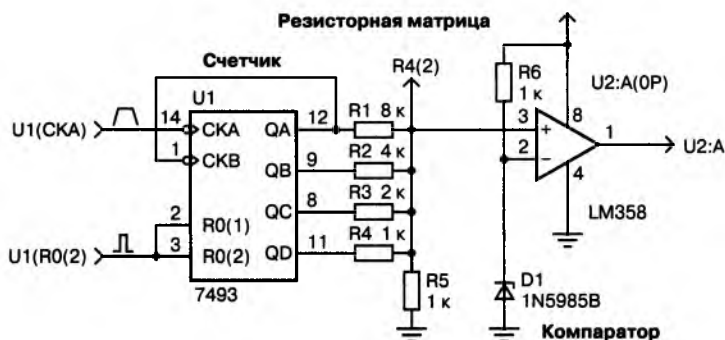 Резисторная матрица
Счетчик
R4(2)
U1
R6
1 к
U2:A(0P)
U1(CKA)
14
CKA
QA
12
R1 8 к
3
+
8
1
U2:A
1
CKB
QB
9
R2 4 к
2
−
4
QC
8
R3 2 к
LM358
2
R0(1)
U1(R0(2)
3
R0(2)
QD
11
R4 1 к
7493
R5
1 к
D1
1N5985B
Компаратор